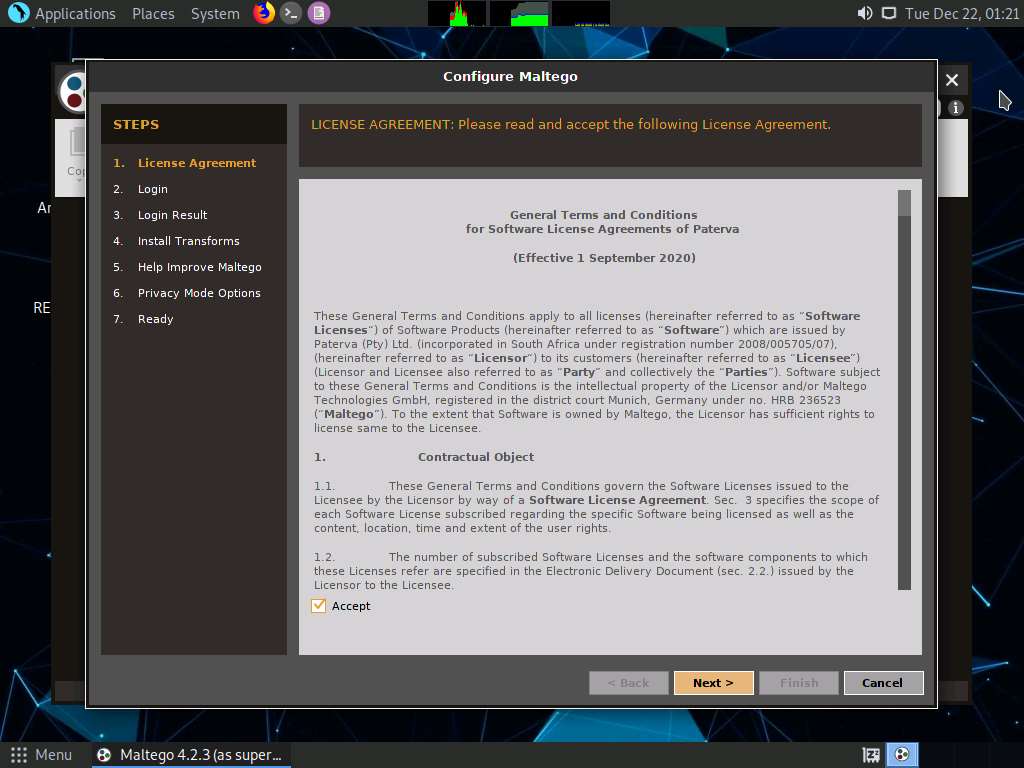 Applications Places System Tue Dec 22, 01:21
Configure Maltego
STEPS
1. License Agreement
2. Login
3. Login Result
4. Install Transforms
5. Help Improve Maltego
6. Privacy Mode Options
7. Ready
LICENSE AGREEMENT: Please read and accept the following License Agreement.
General Terms and Conditions
for Software License Agreements of Paterva
(Effective 1 September 2020)
These General Terms and Conditions apply to all licenses (hereinafter referred to as “Software
Licenses”) of Software Products (hereinafter referred to as “Software”) which are issued by
Paterva (Pty) Ltd. (incorporated in South Africa under registration number 2008/005705/07),
(hereinafter referred to as “Licensor”) to its customers (hereinafter referred to as “Licensee”)
(Licensor and Licensee also referred to as “Party” and collectively the “Parties”). Software subject
to these General Terms and Conditions is the intellectual property of the Licensor and/or Maltego
Technologies GmbH, registered in the district court Munich, Germany under no. HRB 236523
(“Maltego”). To the extent that Software is owned by Maltego, the Licensor has sufficient rights to
license same to the Licensee.
1. Contractual Object
1.1. These General Terms and Conditions govern the Software Licenses issued to the
Licensee by the Licensor by way of a Software License Agreement. Sec. 3 specifies the scope of
each Software License subscribed regarding the specific Software being licensed as well as the
content, location, time and extent of the user rights.
1.2. The number of subscribed Software Licenses and the software components to which
these Licenses refer are specified in the Electronic Delivery Document (sec. 2.2.) issued by the
Licensor to the Licensee.
Accept
< Back Next > Finish Cancel
Menu Maltego 4.2.3 (as super...